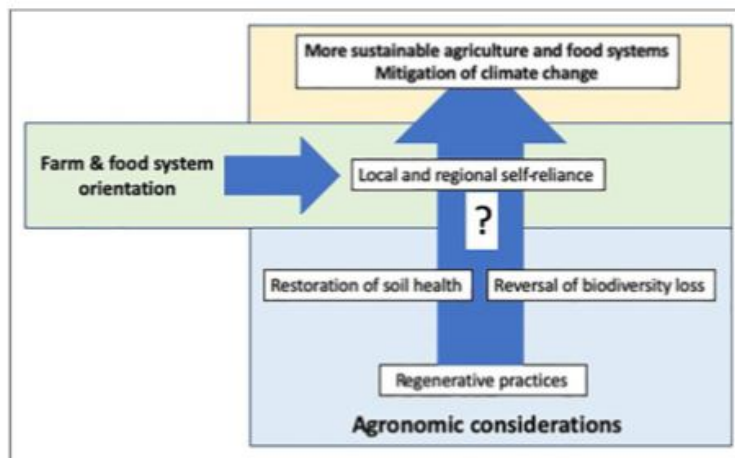 More sustainable agriculture and food systems
Mitigation of climate change
Farm & food system
orientation
Local and regional self-reliance
?
Restoration of soil health
Reversal of biodiversity loss
Regenerative practices
Agronomic considerations